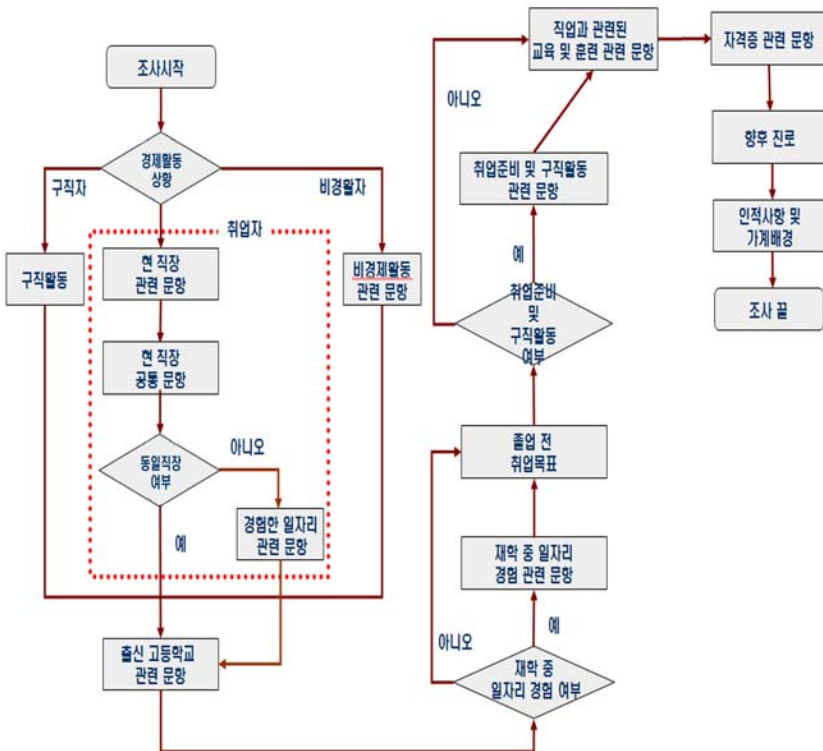 조사시작
경제활동
상황
구직자
비경활자
취업자
구직활동
현 직장
관련 문항
비경제활동
관련 문항
현 직장
공통 문항
동일직장
여부
아니오
예
경험한 일자리
관련 문항
출신 고등학교
관련 문항
재학 중
일자리 경험 여부
아니오
예
재학 중 일자리
경험 관련 문항
졸업 전
취업목표
취업준비
및
구직활동
여부
아니오
예
취업준비 및 구직활동
관련 문항
직업과 관련된
교육 및 훈련 관련 문항
자격증 관련 문항
향후 진로
인적사항 및
가계배경
조사 끝